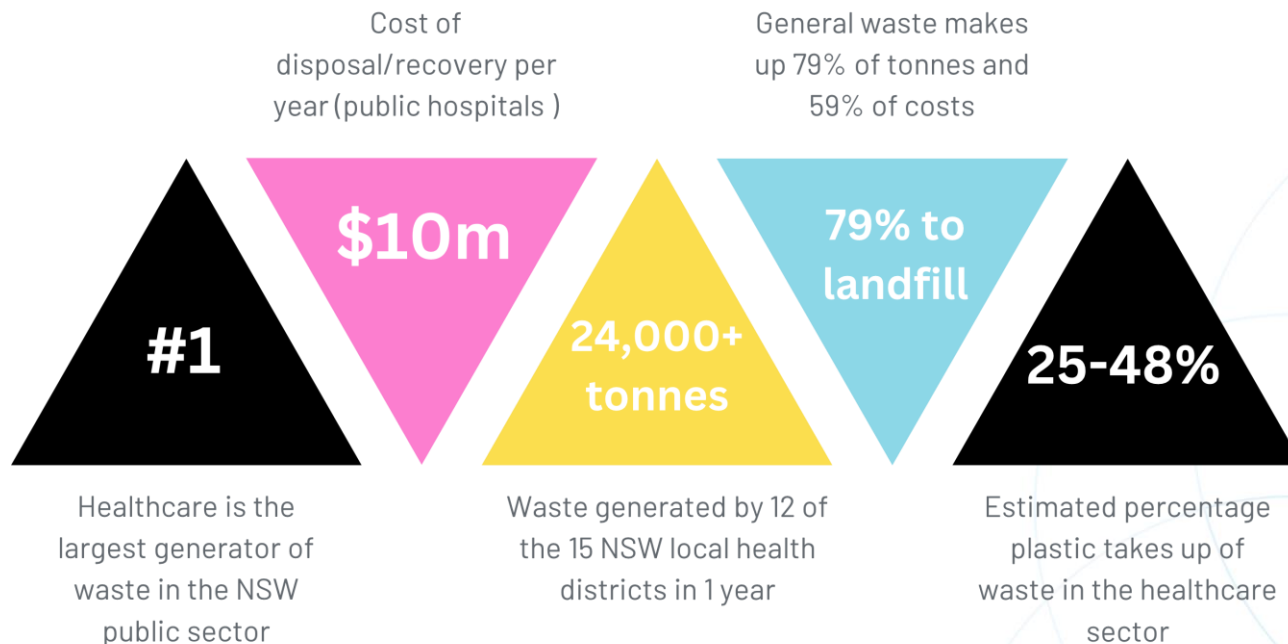 Cost of
disposal/recovery per
year (public hospitals )
General waste makes
up 79% of tonnes and
59% of costs
#1
$10m
24,000+
tonnes
79% to
landfill
25-48%
Healthcare is the
largest generator of
waste in the NSW
public sector
Waste generated by 12 of
the 15 NSW local health
districts in 1 year
Estimated percentage
plastic takes up of
waste in the healthcare
sector